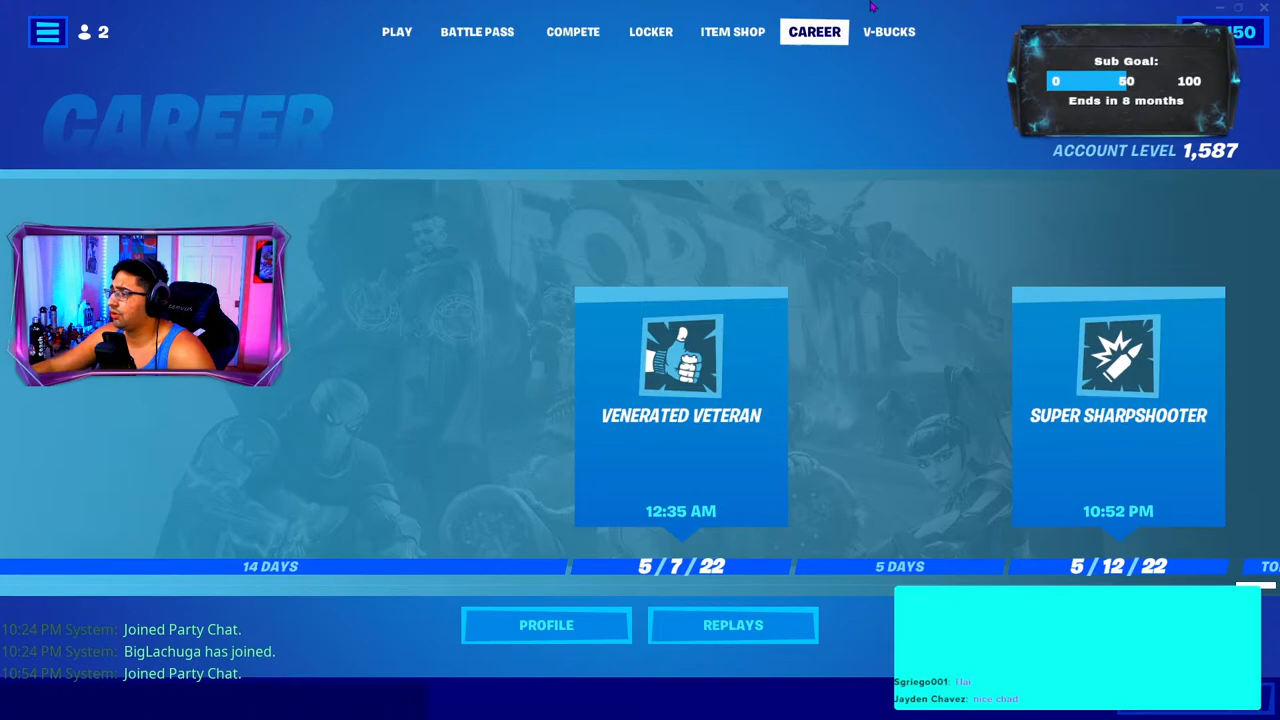 2
PLAY
BATTLE PASS
COMPETE
LOCKER
ITEM SHOP
CAREER
V-BUCKS
50
Sub Goal:
0 50 100
Ends in 8 months
CAREER
ACCOUNT LEVEL 1,587
VENERATED VETERAN
12:35 AM
SUPER SHARPSHOOTER
10:52 PM
14 DAYS
5 / 7 / 22
5 DAYS
5 / 12 / 22
TO
PROFILE
REPLAYS
10:24 PM System: Joined Party Chat.
10:24 PM System: BigLachuga has joined.
10:54 PM System: Joined Party Chat.
Sgriego001: Hai
Jayden Chavez: nice chad